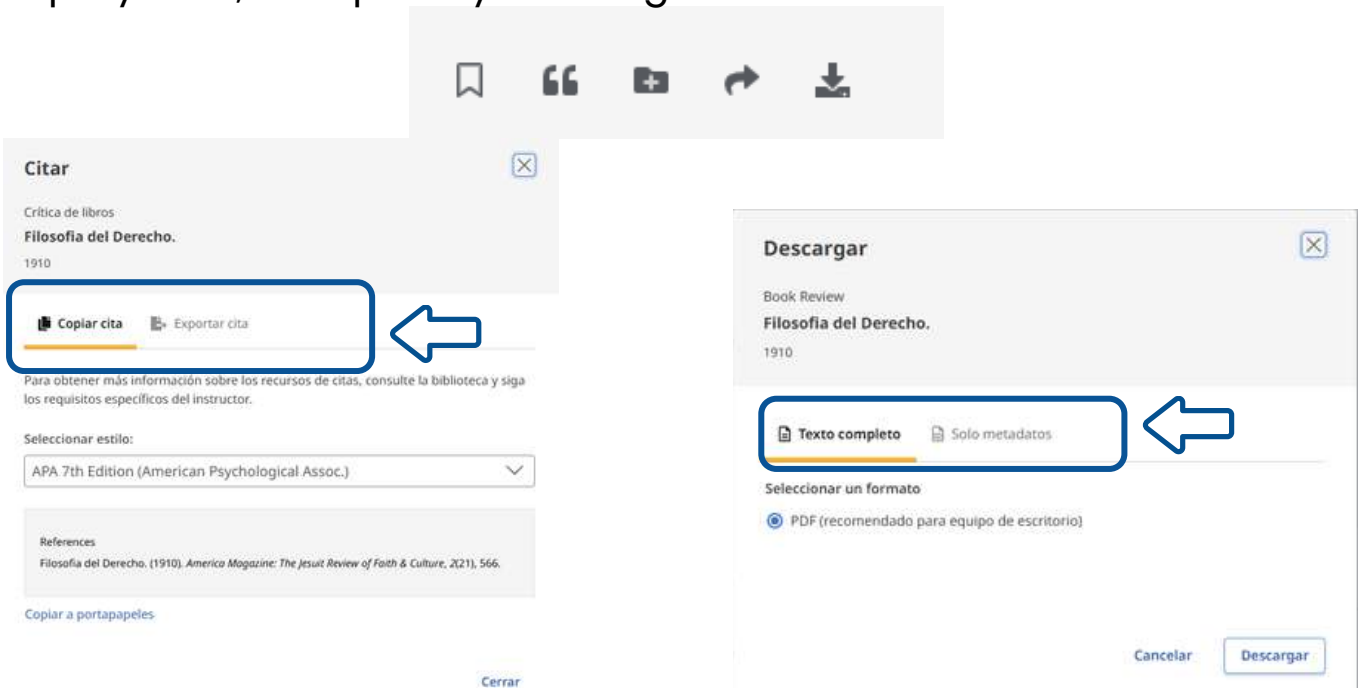 Citar
Crítica de libros
Filosofia del Derecho.
1910
Copiar cita Exportar cita
Para obtener más información sobre los recursos de citas, consulte la biblioteca y siga
los requisitos específicos del instructor.
Seleccionar estilo:
APA 7th Edition (American Psychological Assoc.)
References
Filosofia del Derecho. (1910). America Magazine: The Jesuit Review of Faith & Culture, 2(21), 566.
Copiar a portapapeles
Cerrar
Descargar
Book Review
Filosofia del Derecho.
1910
Texto completo Solo metadatos
Seleccionar un formato
PDF (recomendado para equipo de escritorio)
Cancelar Descargar